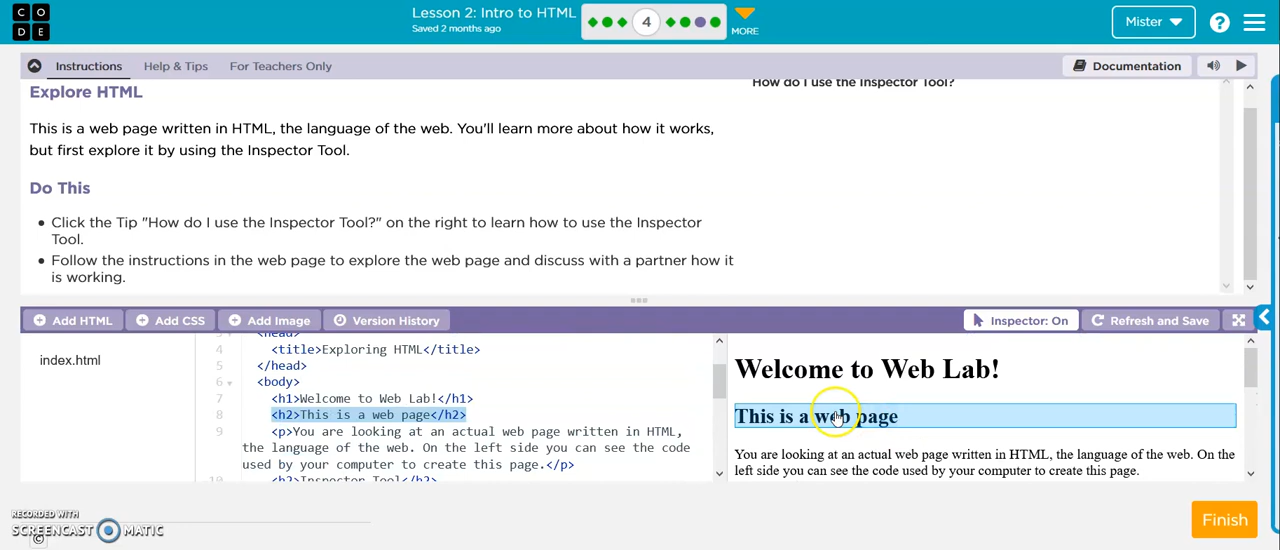 C O
D E
Lesson 2: Intro to HTML
Saved 2 months ago
4
MORE
Mister
?
Instructions
Help & Tips
For Teachers Only
Documentation
Explore HTML
How do I use the Inspector Tool?
This is a web page written in HTML, the language of the web. You'll learn more about how it works,
but first explore it by using the Inspector Tool.
Do This
• Click the Tip "How do I use the Inspector Tool?" on the right to learn how to use the Inspector
Tool.
• Follow the instructions in the web page to explore the web page and discuss with a partner how it
is working.
Add HTML
Add CSS
Add Image
Version History
Inspector: On
Refresh and Save
index.html
3 <head>
4 <title>Exploring HTML</title>
5 </head>
6 <body>
7 <h1>Welcome to Web Lab!</h1>
8 <h2>This is a web page</h2>
9 <p>You are looking at an actual web page written in HTML,
the language of the web. On the left side you can see the code
used by your computer to create this page.</p>
10 <h2>Inspector Tool</h2>
Welcome to Web Lab!
This is a web page
You are looking at an actual web page written in HTML, the language of the web. On the
left side you can see the code used by your computer to create this page.
Finish
RECORDED WITH
SCREENCAST MATIC
©